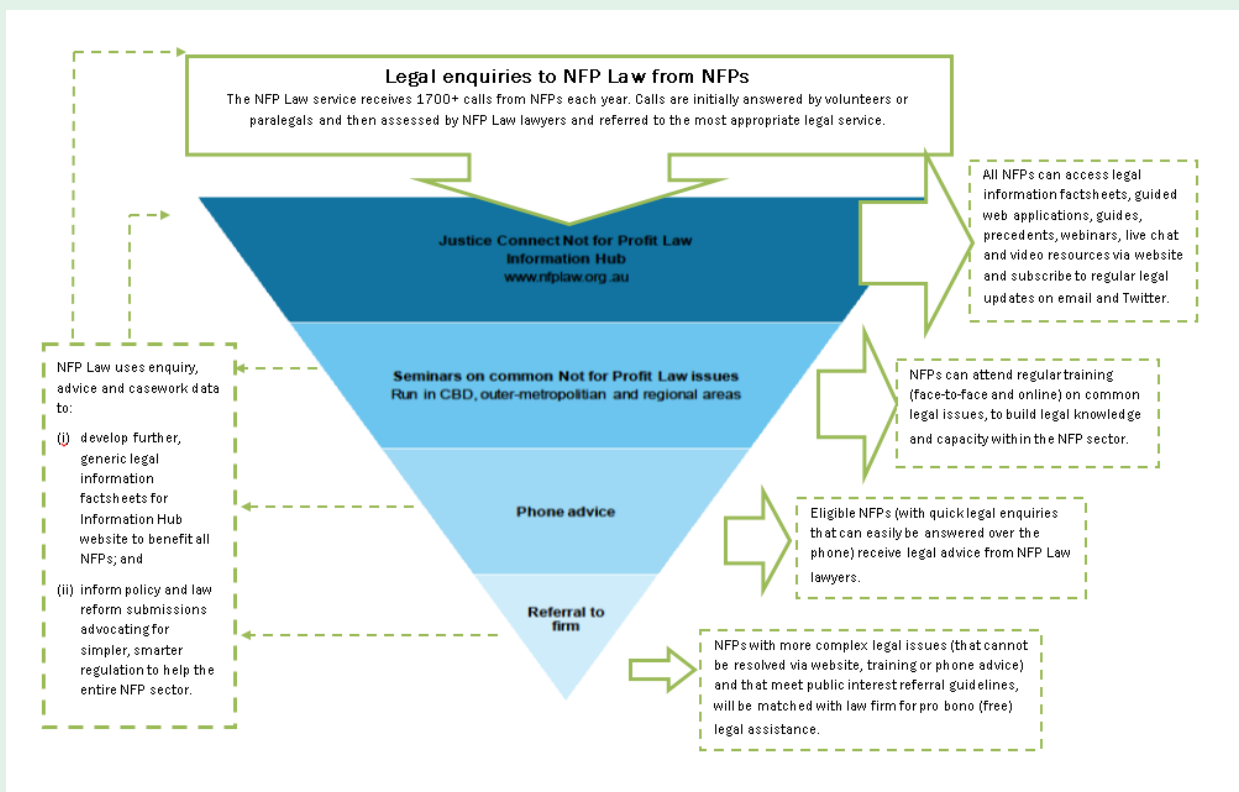 Legal enquiries to NFP Law from NFPs
The NFP Law service receives 1700+ calls from NFPs each year. Calls are initially answered by volunteers or
paralegals and then assessed by NFP Law lawyers and referred to the most appropriate legal service.
Justice Connect Not for Profit Law
Information Hub
www.nfplaw.org.au
All NFPs can access legal
information factsheets, guided
web applications, guides,
precedents, webinars, live chat
and video resources via website
and subscribe to regular legal
updates on email and Twitter.
Seminars on common Not for Profit Law issues
Run in CBD, outer-metropolitian and regional areas
NFPs can attend regular training
(face-to-face and online) on common
legal issues, to build legal knowledge
and capacity within the NFP sector.
Phone advice
Eligible NFPs (with quick legal enquiries
that can easily be answered over the
phone) receive legal advice from NFP Law
lawyers.
Referral to
firm
NFPs with more complex legal issues (that cannot
be resolved via website, training or phone advice)
and that meet public interest referral guidelines,
will be matched with law firm for pro bono (free)
legal assistance.
NFP Law uses enquiry,
advice and casework data
to:
(i) develop further,
generic legal
information
factsheets for
Information Hub
website to benefit all
NFPs; and
(ii) inform policy and law
reform submissions
advocating for
simpler, smarter
regulation to help the
entire NFP sector.